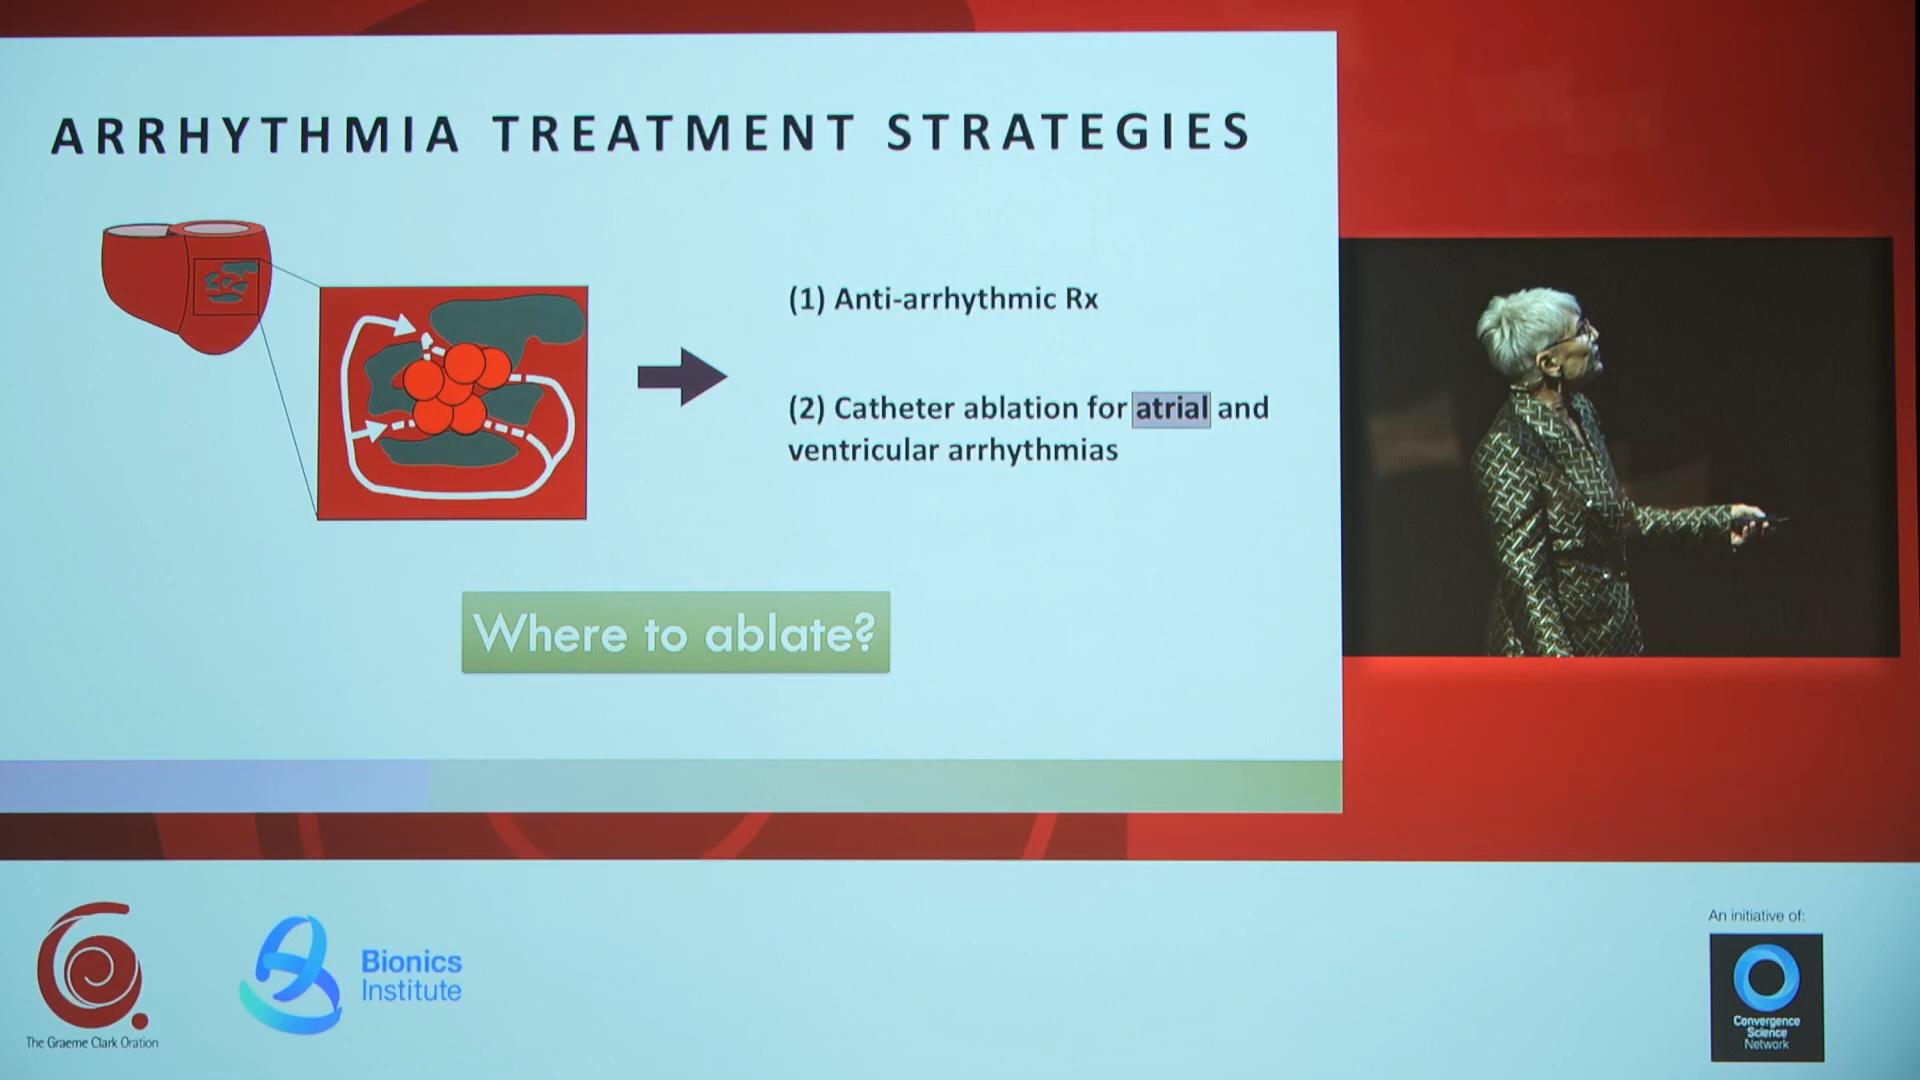 ARRHYTHMIA TREATMENT STRATEGIES
(1) Anti-arrhythmic Rx
(2) Catheter ablation for atrial and
ventricular arrhythmias
Where to ablate?
The Graeme Clark Oration
Bionics
Institute
An initiative of:
Convergence
Science
Network